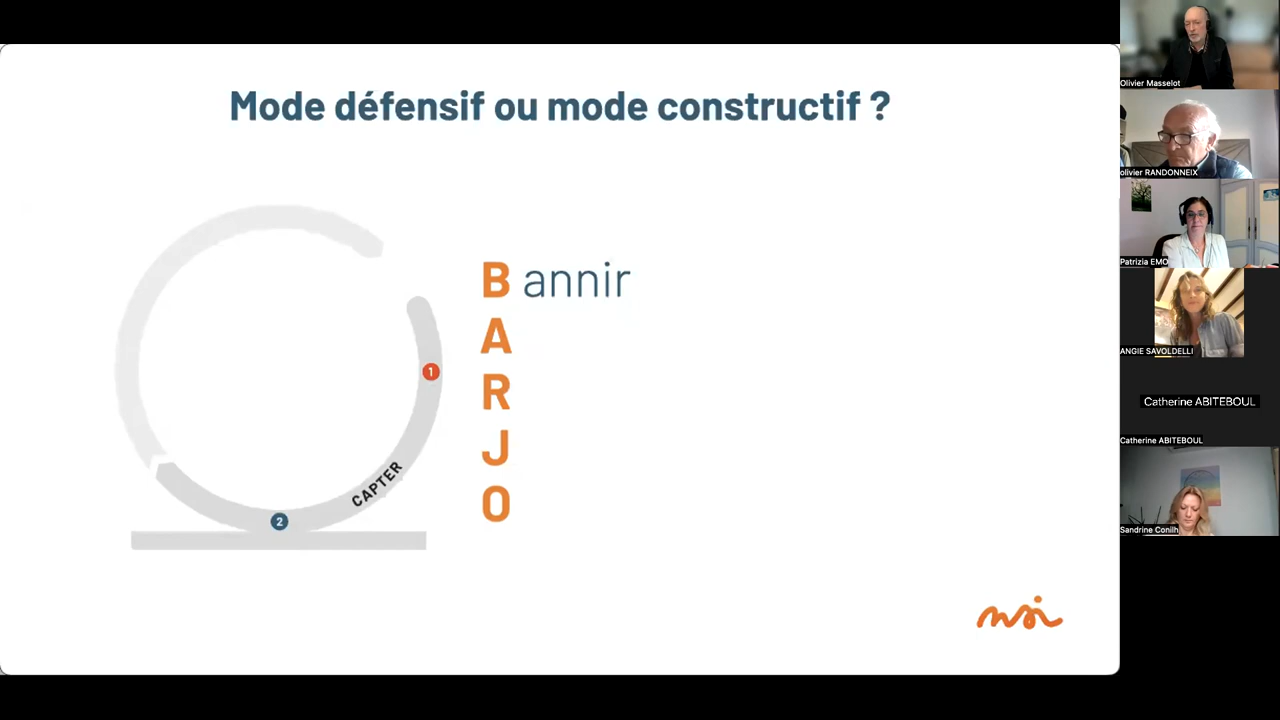 Mode défensif ou mode constructif ?
B annir
A
R
J
O
1
CAPTER
2
nsi
Olivier Masselot
olivier RANDONNEIX
Patrizia EMO
ANGIE SAVOLDELLI
Catherine ABITEBOUL
Catherine ABITEBOUL
Sandrine Conilh